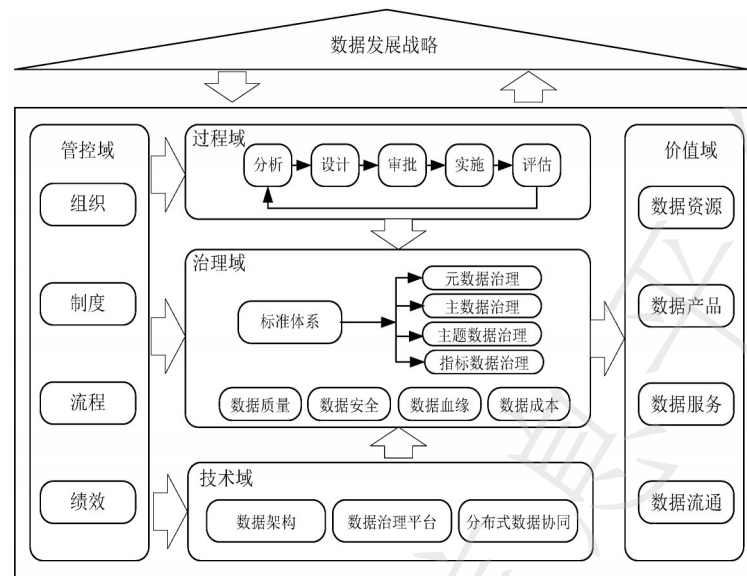 数据发展战略
管控域
组织
制度
流程
绩效
过程域
分析
设计
审批
实施
评估
治理域
标准体系
元数据治理
主数据治理
主题数据治理
指标数据治理
数据质量
数据安全
数据血缘
数据成本
技术域
数据架构
数据治理平台
分布式数据协同
价值域
数据资源
数据产品
数据服务
数据流通